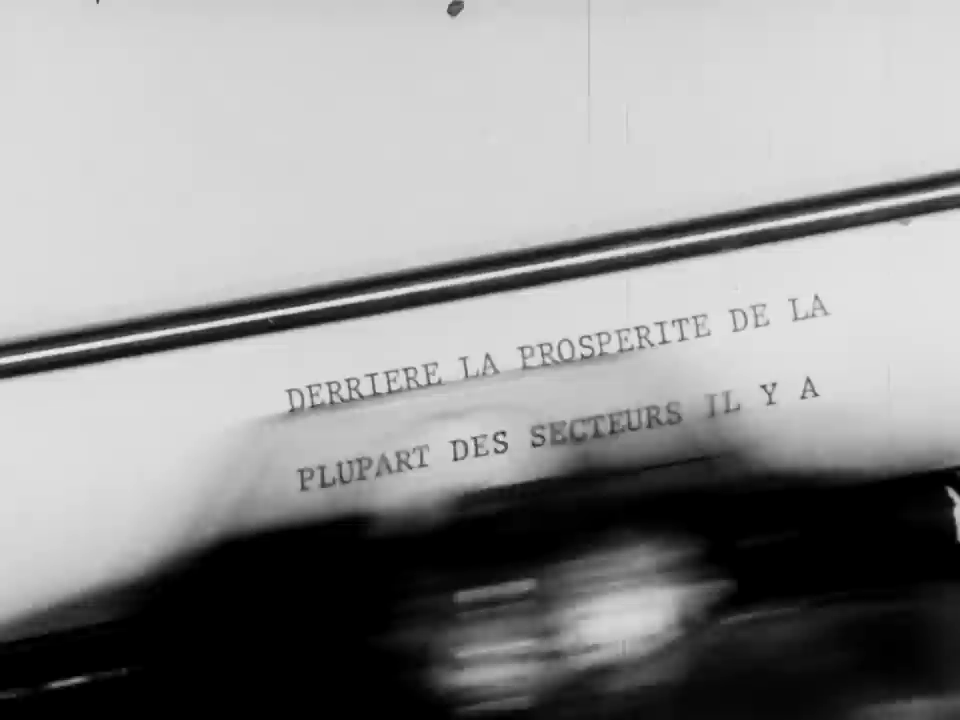 DERRIERE LA PROSPERITE DE LA
PLUPART DES SECTEURS IL Y A